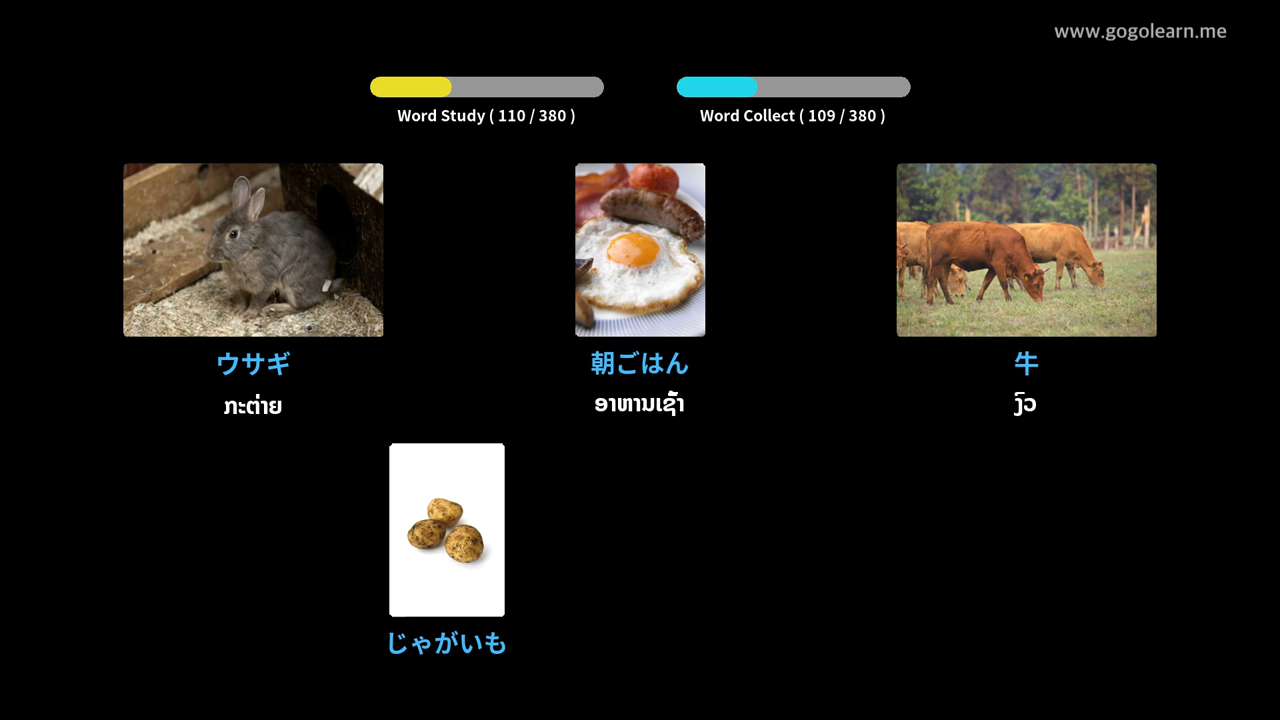 www.gogolearn.me
Word Study ( 110 / 380 )
Word Collect ( 109 / 380 )
ウサギ
朝ごはん
牛
ກະຕ່າຍ
ອາຫານເຊົ້າ
ງົວ
じゃがいも